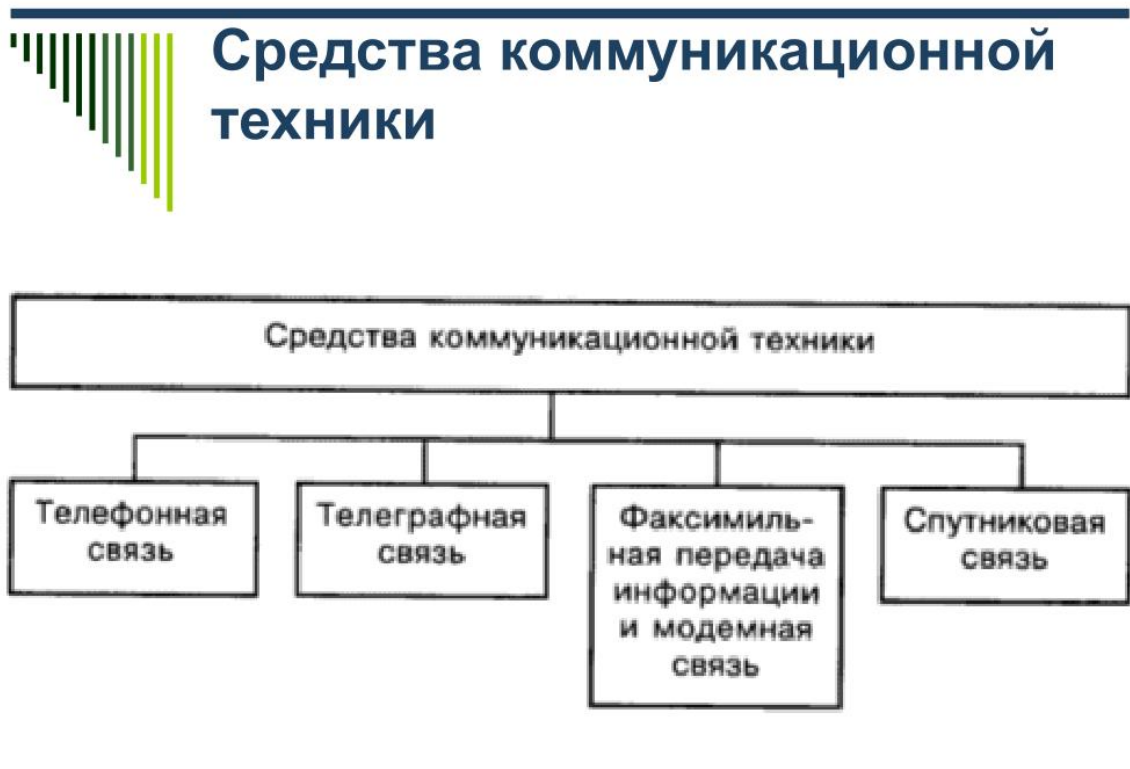 Средства коммуникационной
техники
Средства коммуникационной техники
Телефонная
связь
Телеграфная
связь
Факсимиль-
ная передача
информации
и модемная
связь
Спутниковая
связь